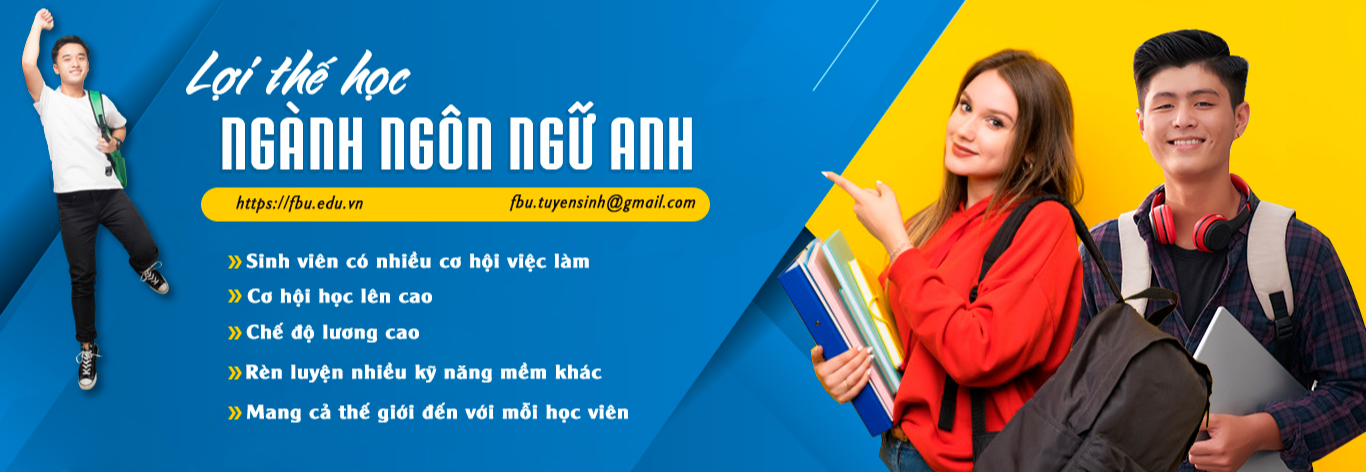 Lợi thế học
NGÀNH NGÔN NGỮ ANH
https://fbu.edu.vn fbu.tuyensinh@gmail.com
» Sinh viên có nhiều cơ hội việc làm
» Cơ hội học lên cao
» Chế độ lương cao
» Rèn luyện nhiều kỹ năng mềm khác
» Mang cả thế giới đến với mỗi học viên